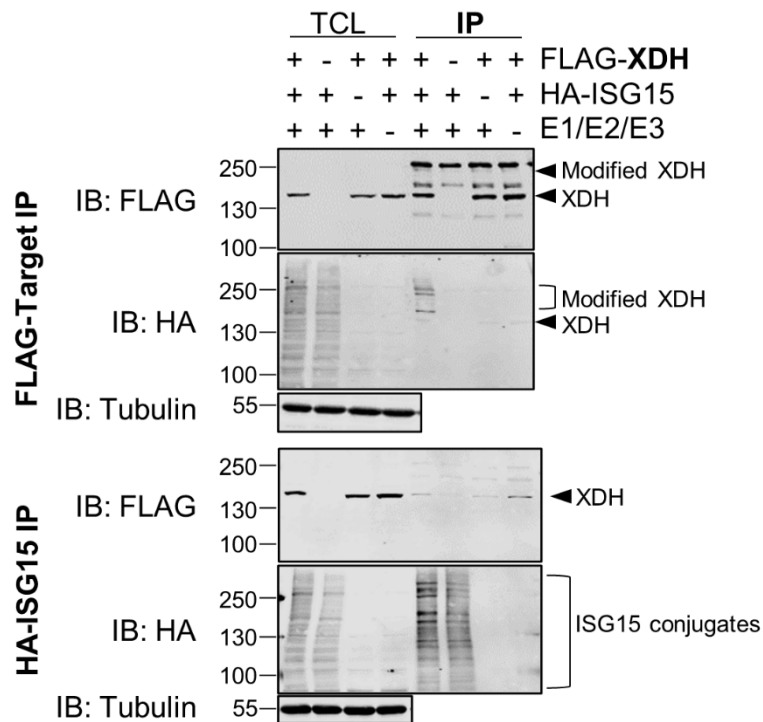 TCL IP
+ - + + + - + + FLAG-XDH
+ + - + + + - + HA-ISG15
+ + + - + + + - E1/E2/E3
FLAG-Target IP
IB: FLAG
250
130
100
Modified XDH
XDH
IB: HA
250
130
100
Modified XDH
XDH
IB: Tubulin
55
HA-ISG15 IP
IB: FLAG
250
130
100
XDH
IB: HA
250
130
100
ISG15 conjugates
IB: Tubulin
55